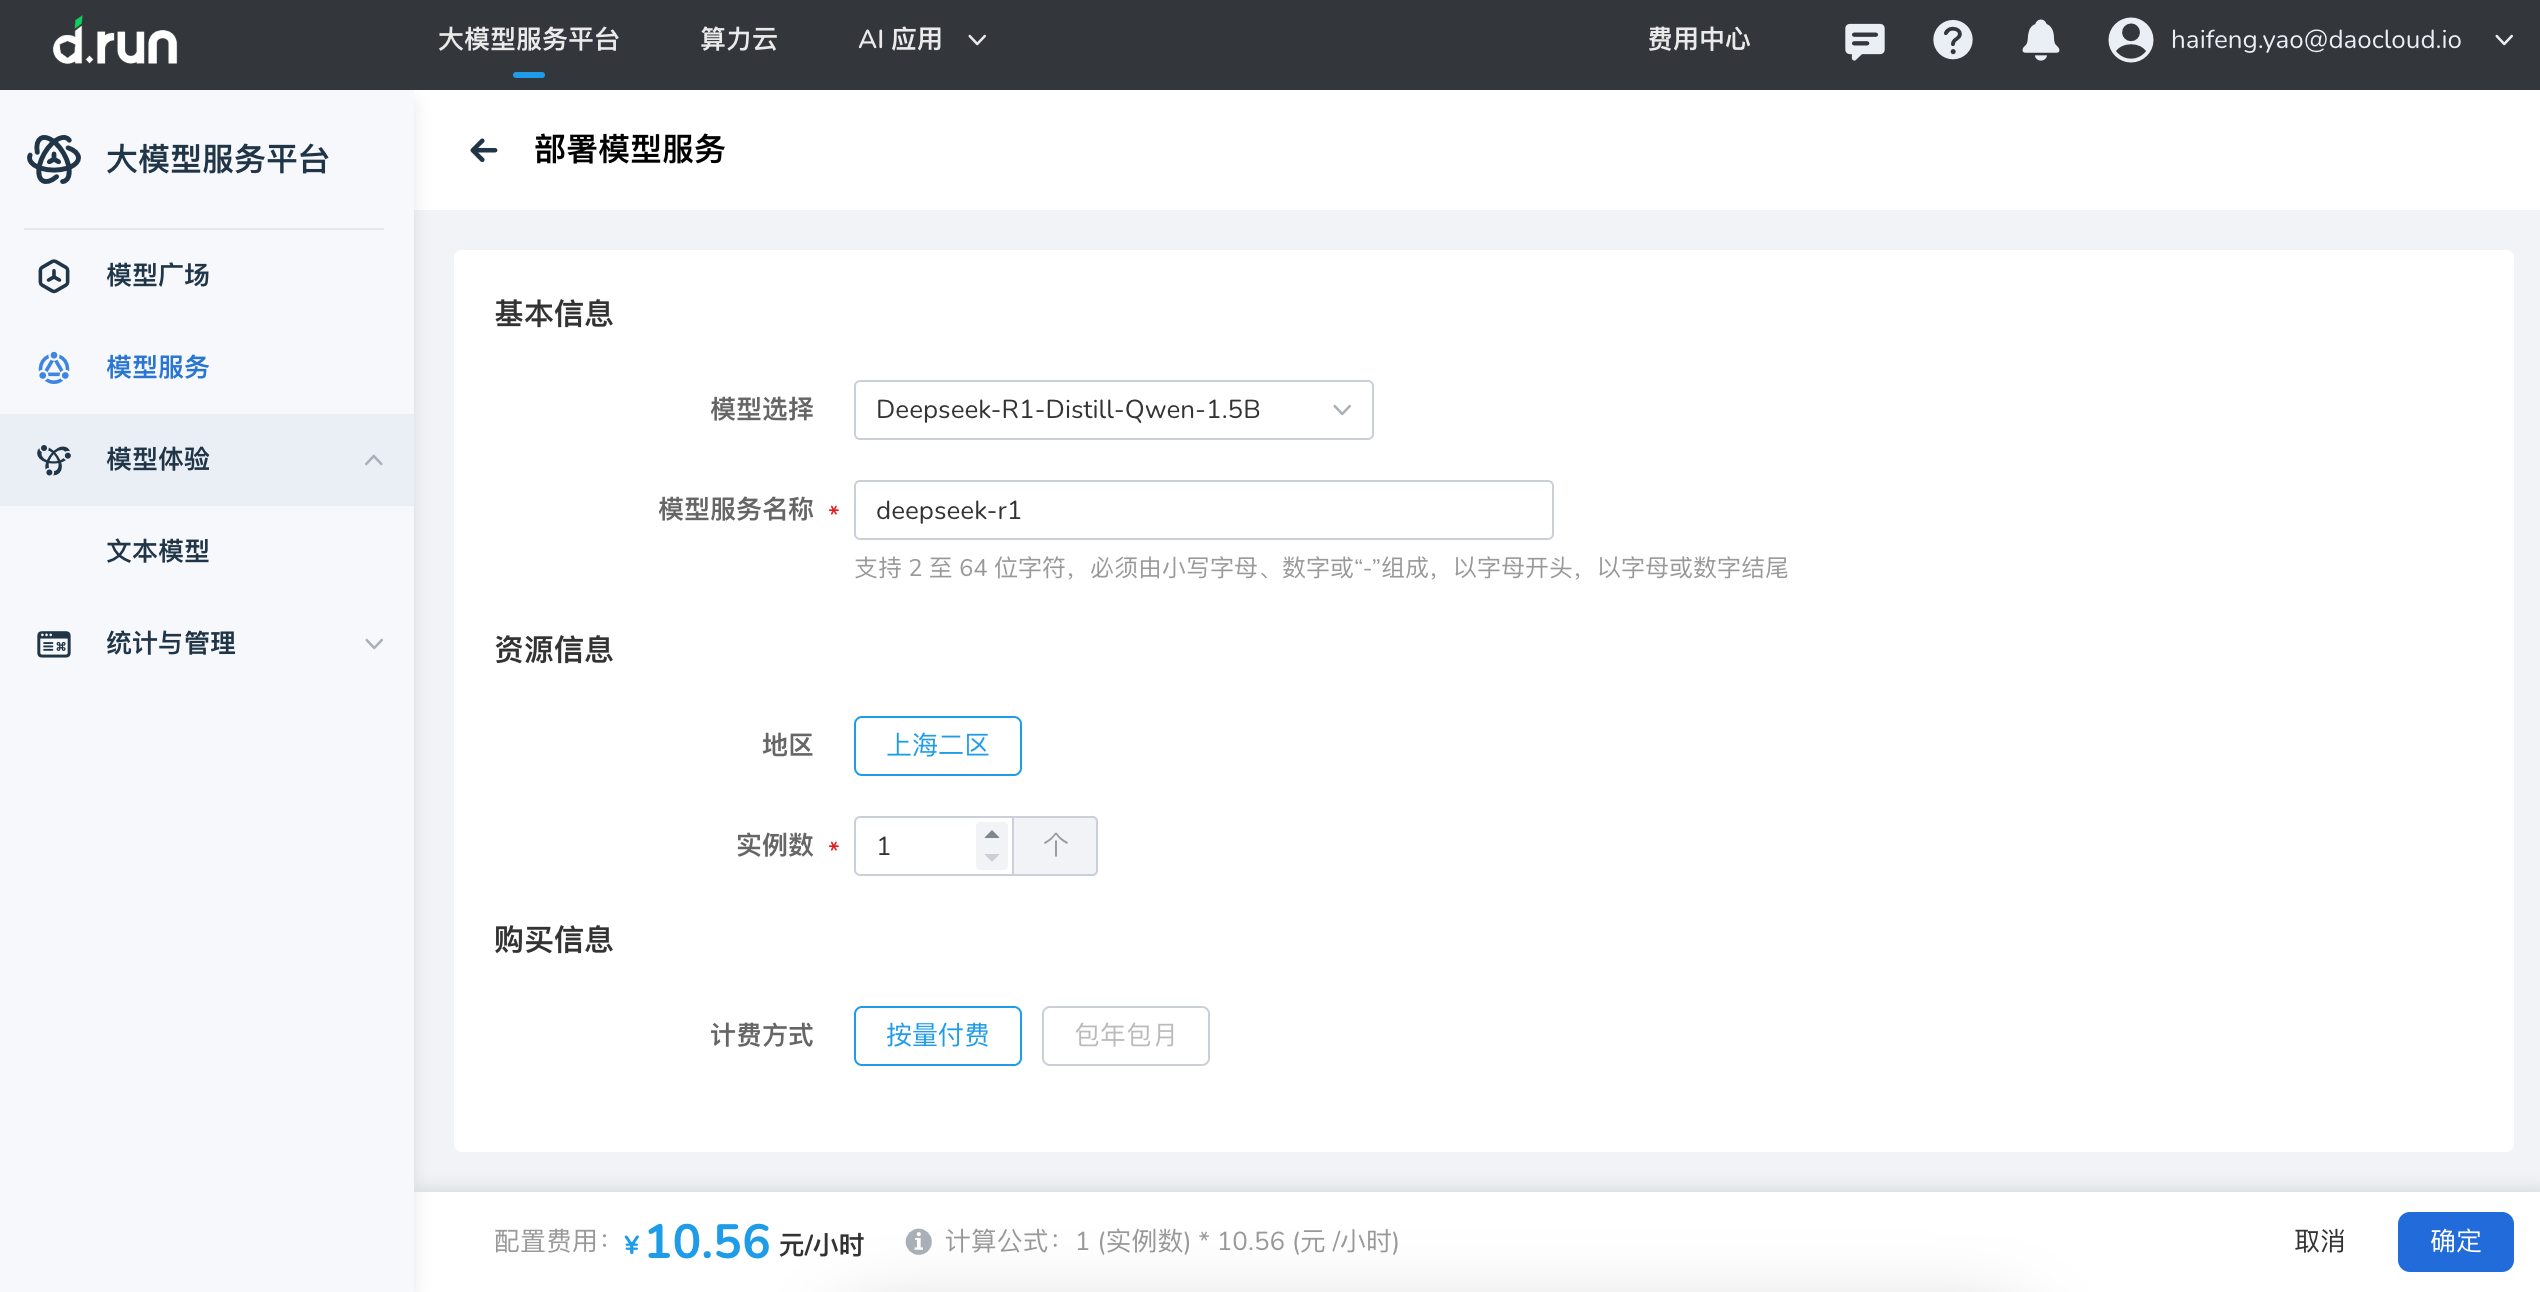 d.run
大模型服务平台
算力云
AI 应用
费用中心
haifeng.yao@daocloud.io
大模型服务平台
模型广场
模型服务
模型体验
文本模型
统计与管理
部署模型服务
基本信息
模型选择 Deepseek-R1-Distill-Qwen-1.5B
模型服务名称 * deepseek-r1
支持 2 至 64 位字符，必须由小写字母、数字或“-”组成，以字母开头，以字母或数字结尾
资源信息
地区 上海二区
实例数 * 1 个
购买信息
计费方式 按量付费 包年包月
配置费用： ¥ 10.56 元/小时 计算公式： 1 (实例数) * 10.56 (元 /小时)
取消
确定